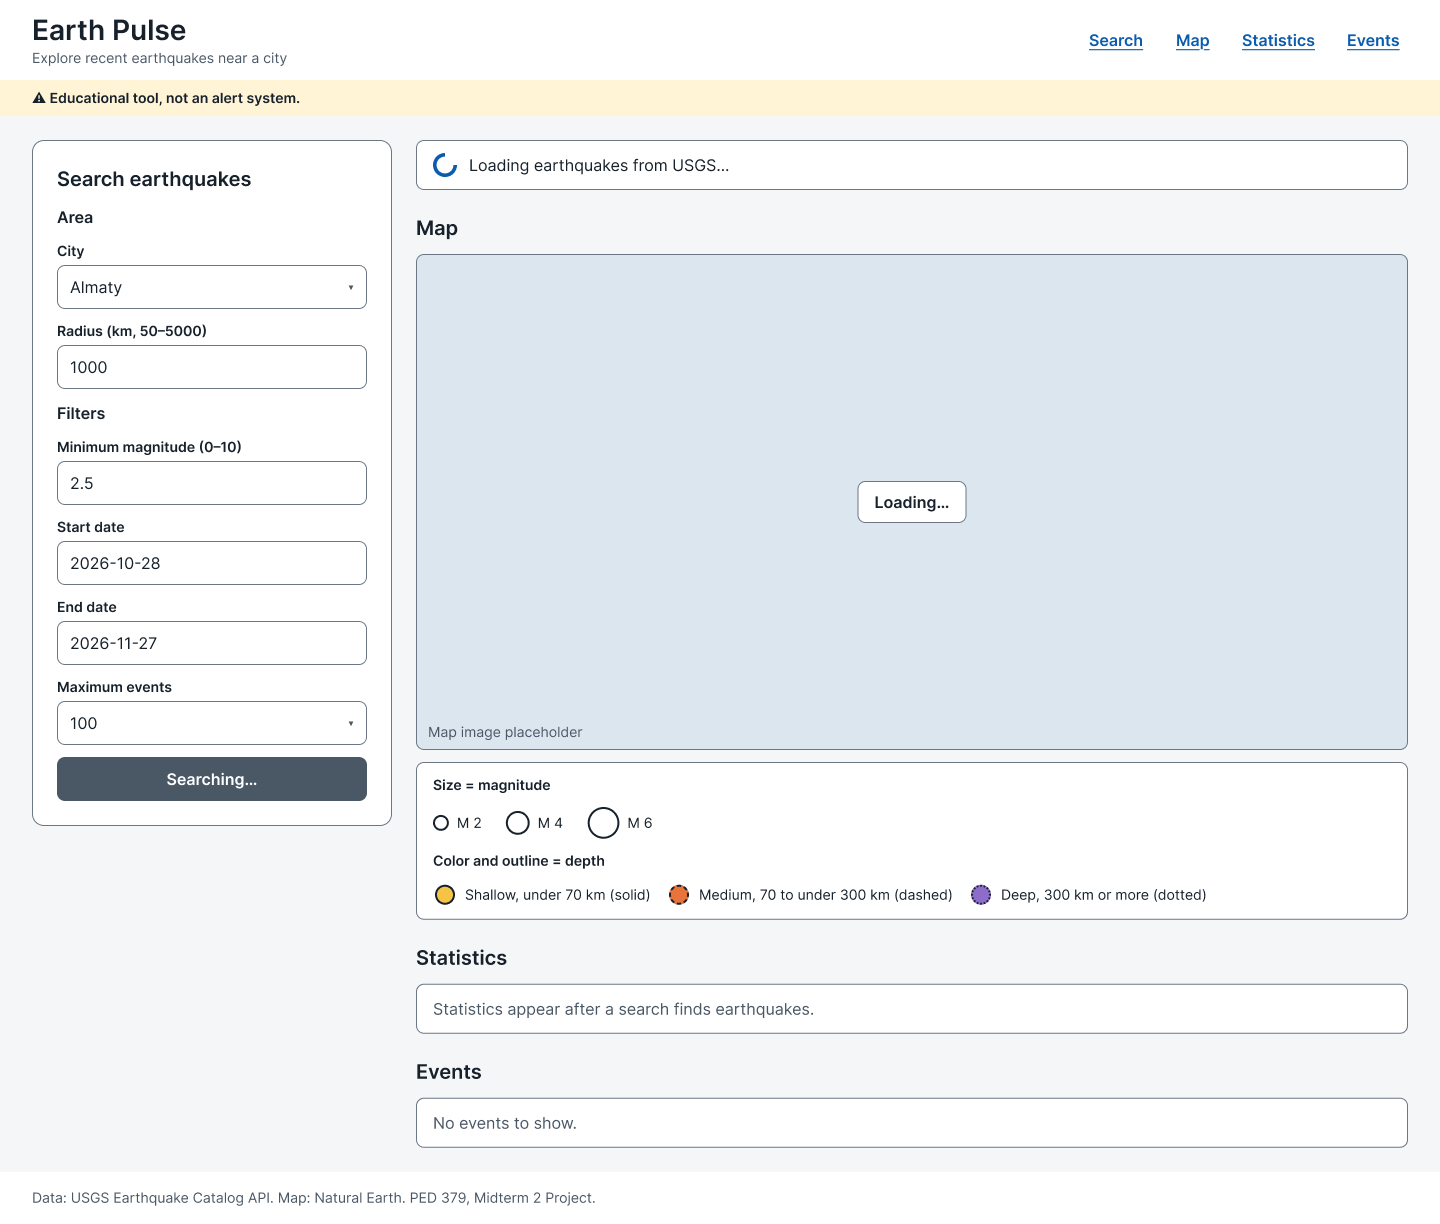 Earth Pulse
Explore recent earthquakes near a city
Search Map Statistics Events
⚠ Educational tool, not an alert system.
Search earthquakes
Area
City
Almaty
Radius (km, 50–5000)
1000
Filters
Minimum magnitude (0–10)
2.5
Start date
2026-10-28
End date
2026-11-27
Maximum events
100
Searching…
Loading earthquakes from USGS…
Map
Loading…
Map image placeholder
Size = magnitude
M 2 M 4 M 6
Color and outline = depth
Shallow, under 70 km (solid) Medium, 70 to under 300 km (dashed) Deep, 300 km or more (dotted)
Statistics
Statistics appear after a search finds earthquakes.
Events
No events to show.
Data: USGS Earthquake Catalog API. Map: Natural Earth. PED 379, Midterm 2 Project.